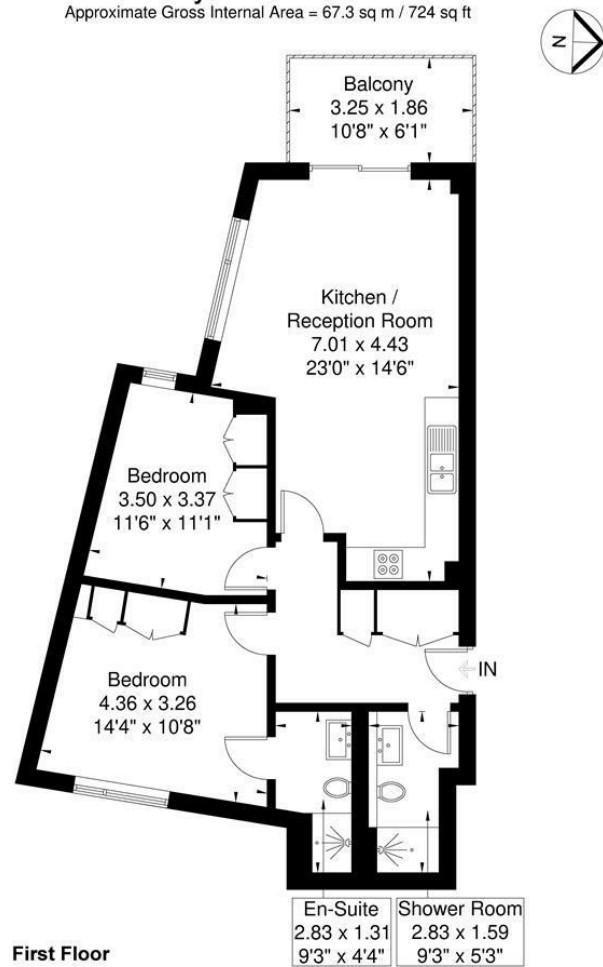 Approximate Gross Internal Area = 67.3 sq m / 724 sq ft
N
Balcony
3.25 x 1.86
10'8" x 6'1"
Kitchen /
Reception Room
7.01 x 4.43
23'0" x 14'6"
Bedroom
3.50 x 3.37
11'6" x 11'1"
Bedroom
4.36 x 3.26
14'4" x 10'8"
IN
En-Suite
2.83 x 1.31
9'3" x 4'4"
Shower Room
2.83 x 1.59
9'3" x 5'3"
First Floor